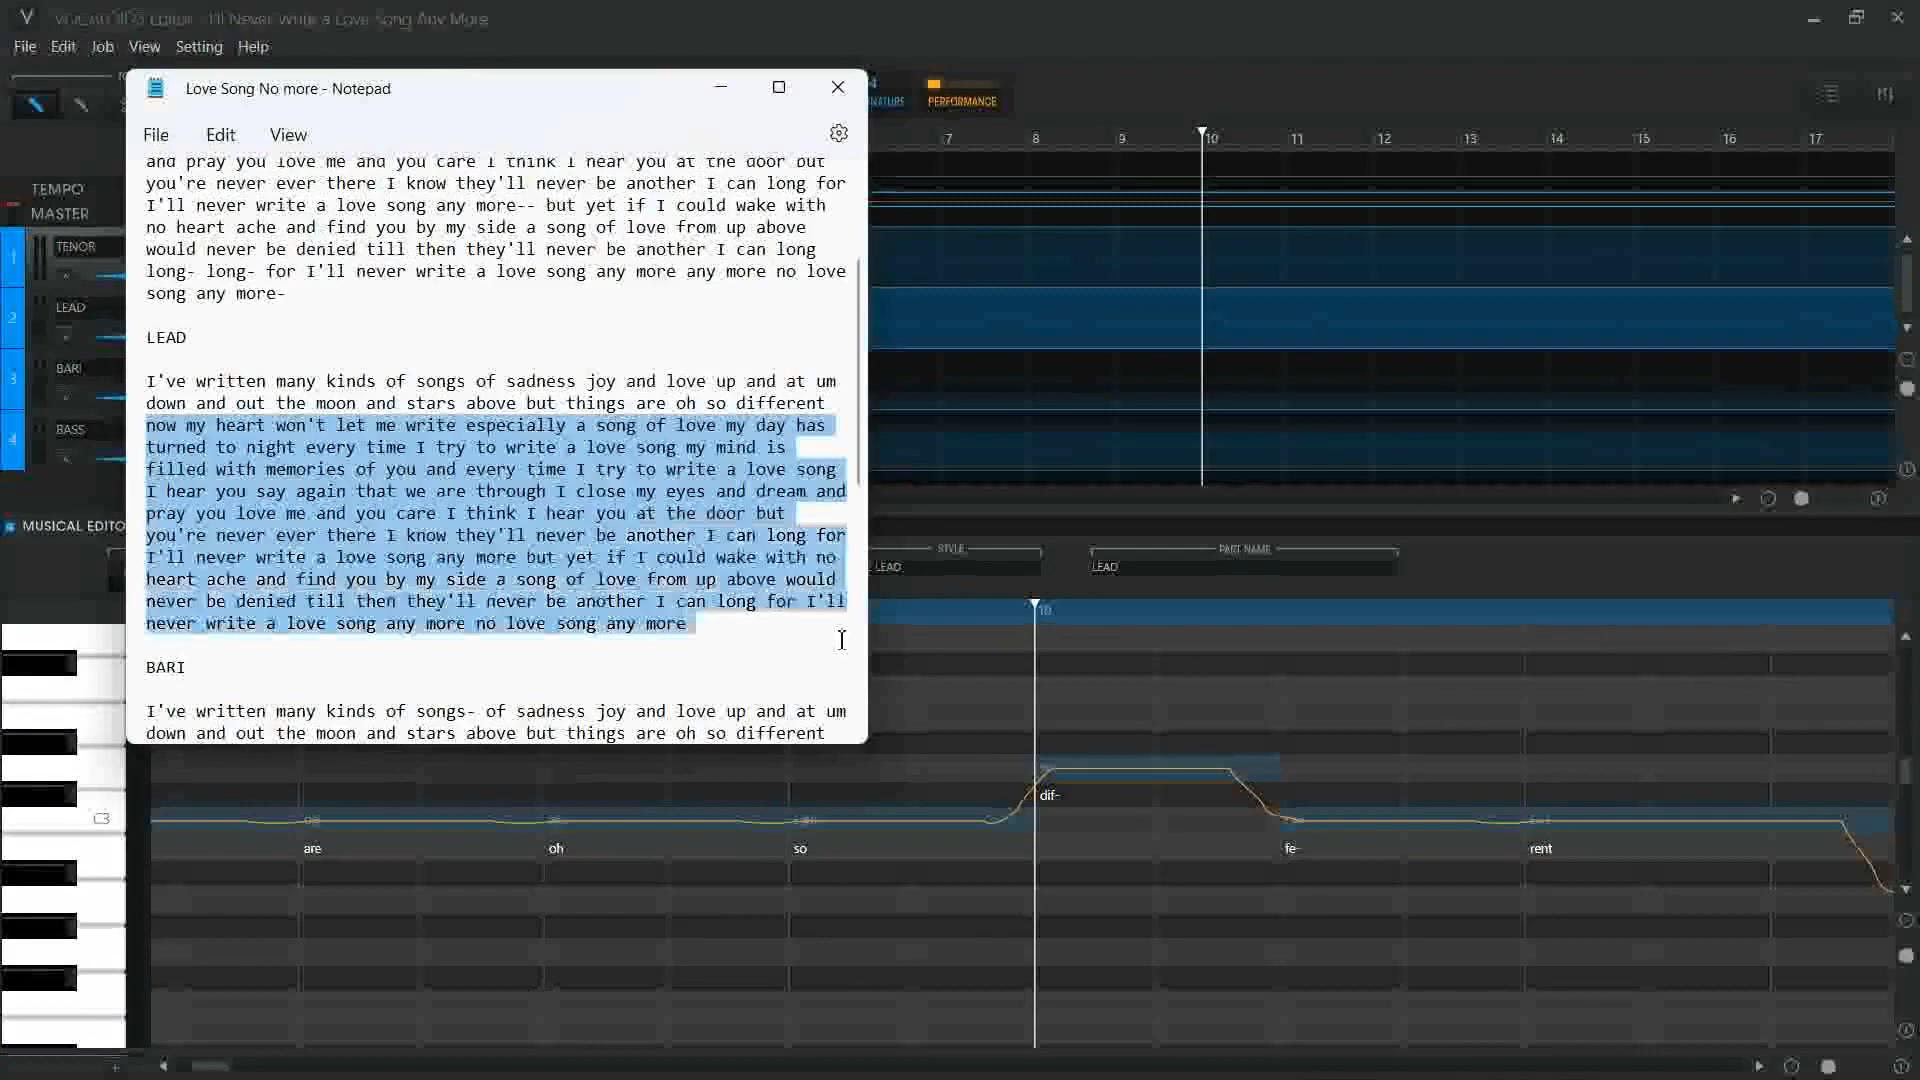 Editor - I'll Never Write a Love Song Any More
File Edit Job View Setting Help
Love Song No more - Notepad
File Edit View
and pray you love me and you care I think I hear you at the door but
you're never ever there I know they'll never be another I can long for
I'll never write a love song any more-- but yet if I could wake with
no heart ache and find you by my side a song of love from up above
would never be denied till then they'll never be another I can long
long- long- for I'll never write a love song any more any more no love
song any more-
LEAD
I've written many kinds of songs of sadness joy and love up and at um
down and out the moon and stars above but things are oh so different
now my heart won't let me write especially a song of love my day has
turned to night every time I try to write a love song my mind is
filled with memories of you and every time I try to write a love song
I hear you say again that we are through I close my eyes and dream and
pray you love me and you care I think I hear you at the door but
you're never ever there I know they'll never be another I can long for
I'll never write a love song any more but yet if I could wake with no
heart ache and find you by my side a song of love from up above would
never be denied till then they'll never be another I can long for I'll
never write a love song any more no love song any more
BARI
I've written many kinds of songs- of sadness joy and love up and at um
down and out the moon and stars above but things are oh so different
4
NATURE PERFORMANCE
7 8 9 10 11 12 13 14 15 16 17
TEMPO
MASTER
1 TENOR
2 LEAD
3 BARI
4 BASS
MUSICAL EDITO
STYLE PART NAME
LEAD LEAD
10
C3
dif-
are oh so fe- rent